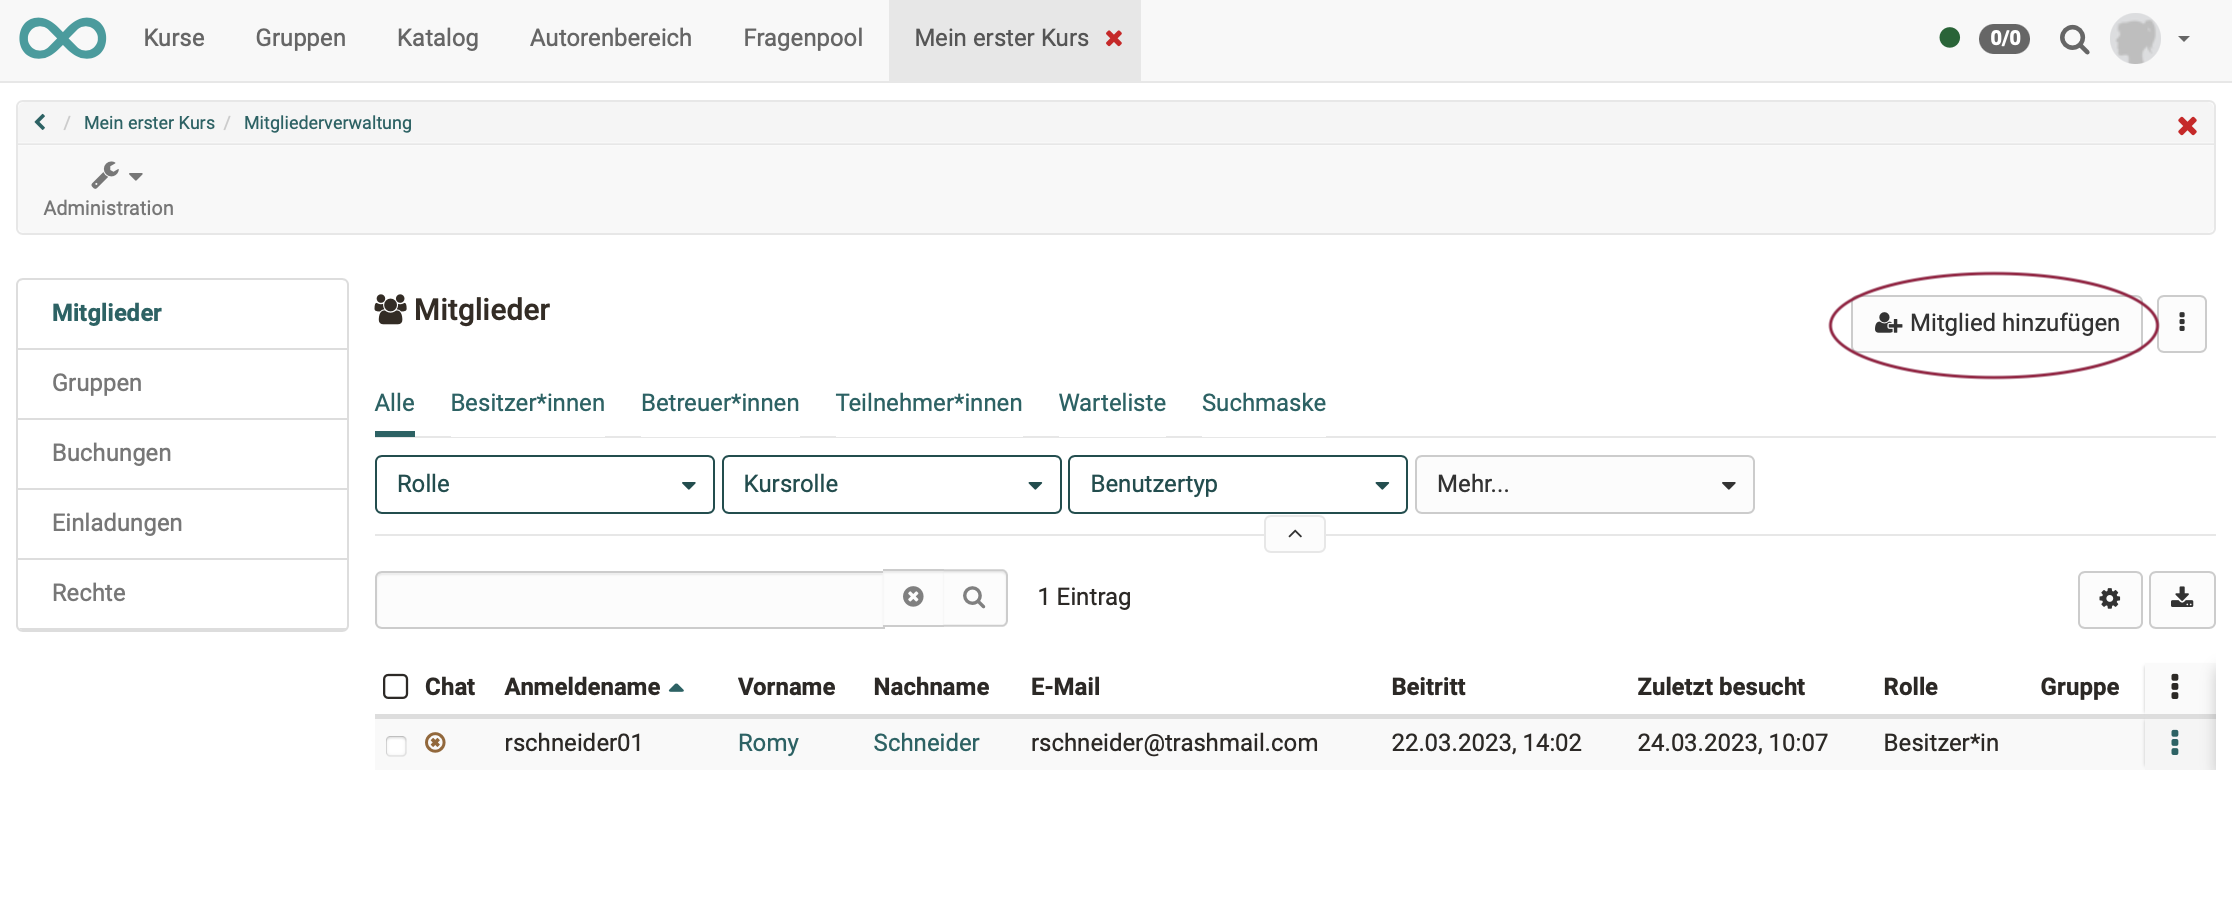 Kurse Gruppen Katalog Autorenbereich Fragenpool Mein erster Kurs 0/0
/ Mein erster Kurs / Mitgliederverwaltung
Administration
Mitglieder
Gruppen
Buchungen
Einladungen
Rechte
Mitglieder
Mitglied hinzufügen
Alle Besitzer*innen Betreuer*innen Teilnehmer*innen Warteliste Suchmaske
Rolle Kursrolle Benutzertyp Mehr...
1 Eintrag
Chat Anmeldename Vorname Nachname E-Mail Beitritt Zuletzt besucht Rolle Gruppe
rschneider01 Romy Schneider rschneider@trashmail.com 22.03.2023, 14:02 24.03.2023, 10:07 Besitzer*in